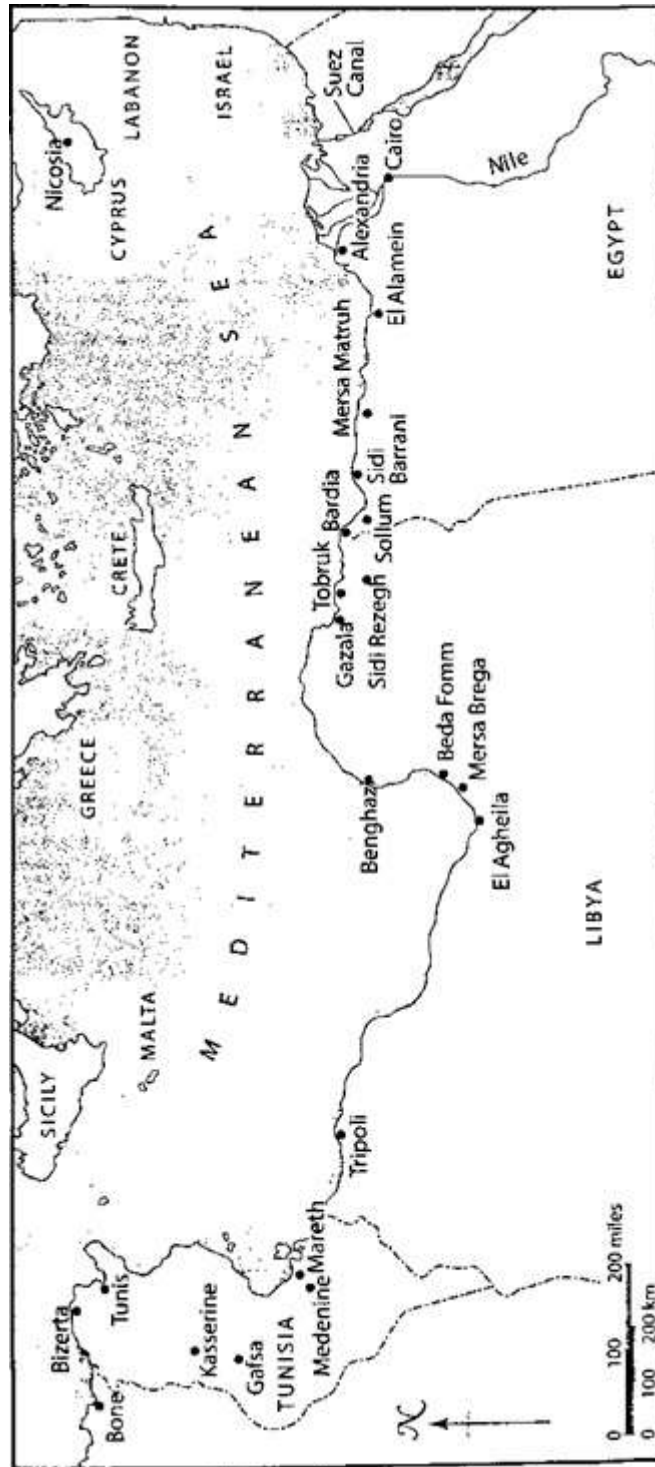 SICILY
GREECE
CRETE
CYPRUS
Nicosia
LABANON
ISRAEL
MALTA
MEDITERRANEAN SEA
Bizerta
Bone
Tunis
Kasserine
Gafsa
TUNISIA
Mareth
Medenine
Tripoli
Benghazi
Beda Fomm
Mersa Brega
El Agheila
Gazala
Tobruk
Sidi Rezegh
Bardia
Sollum
Sidi
Barrani
Mersa Matruh
El Alamein
Alexandria
Cairo
Suez
Canal
Nile
LIBYA
EGYPT
N
0 100 200 miles
0 100 200 km